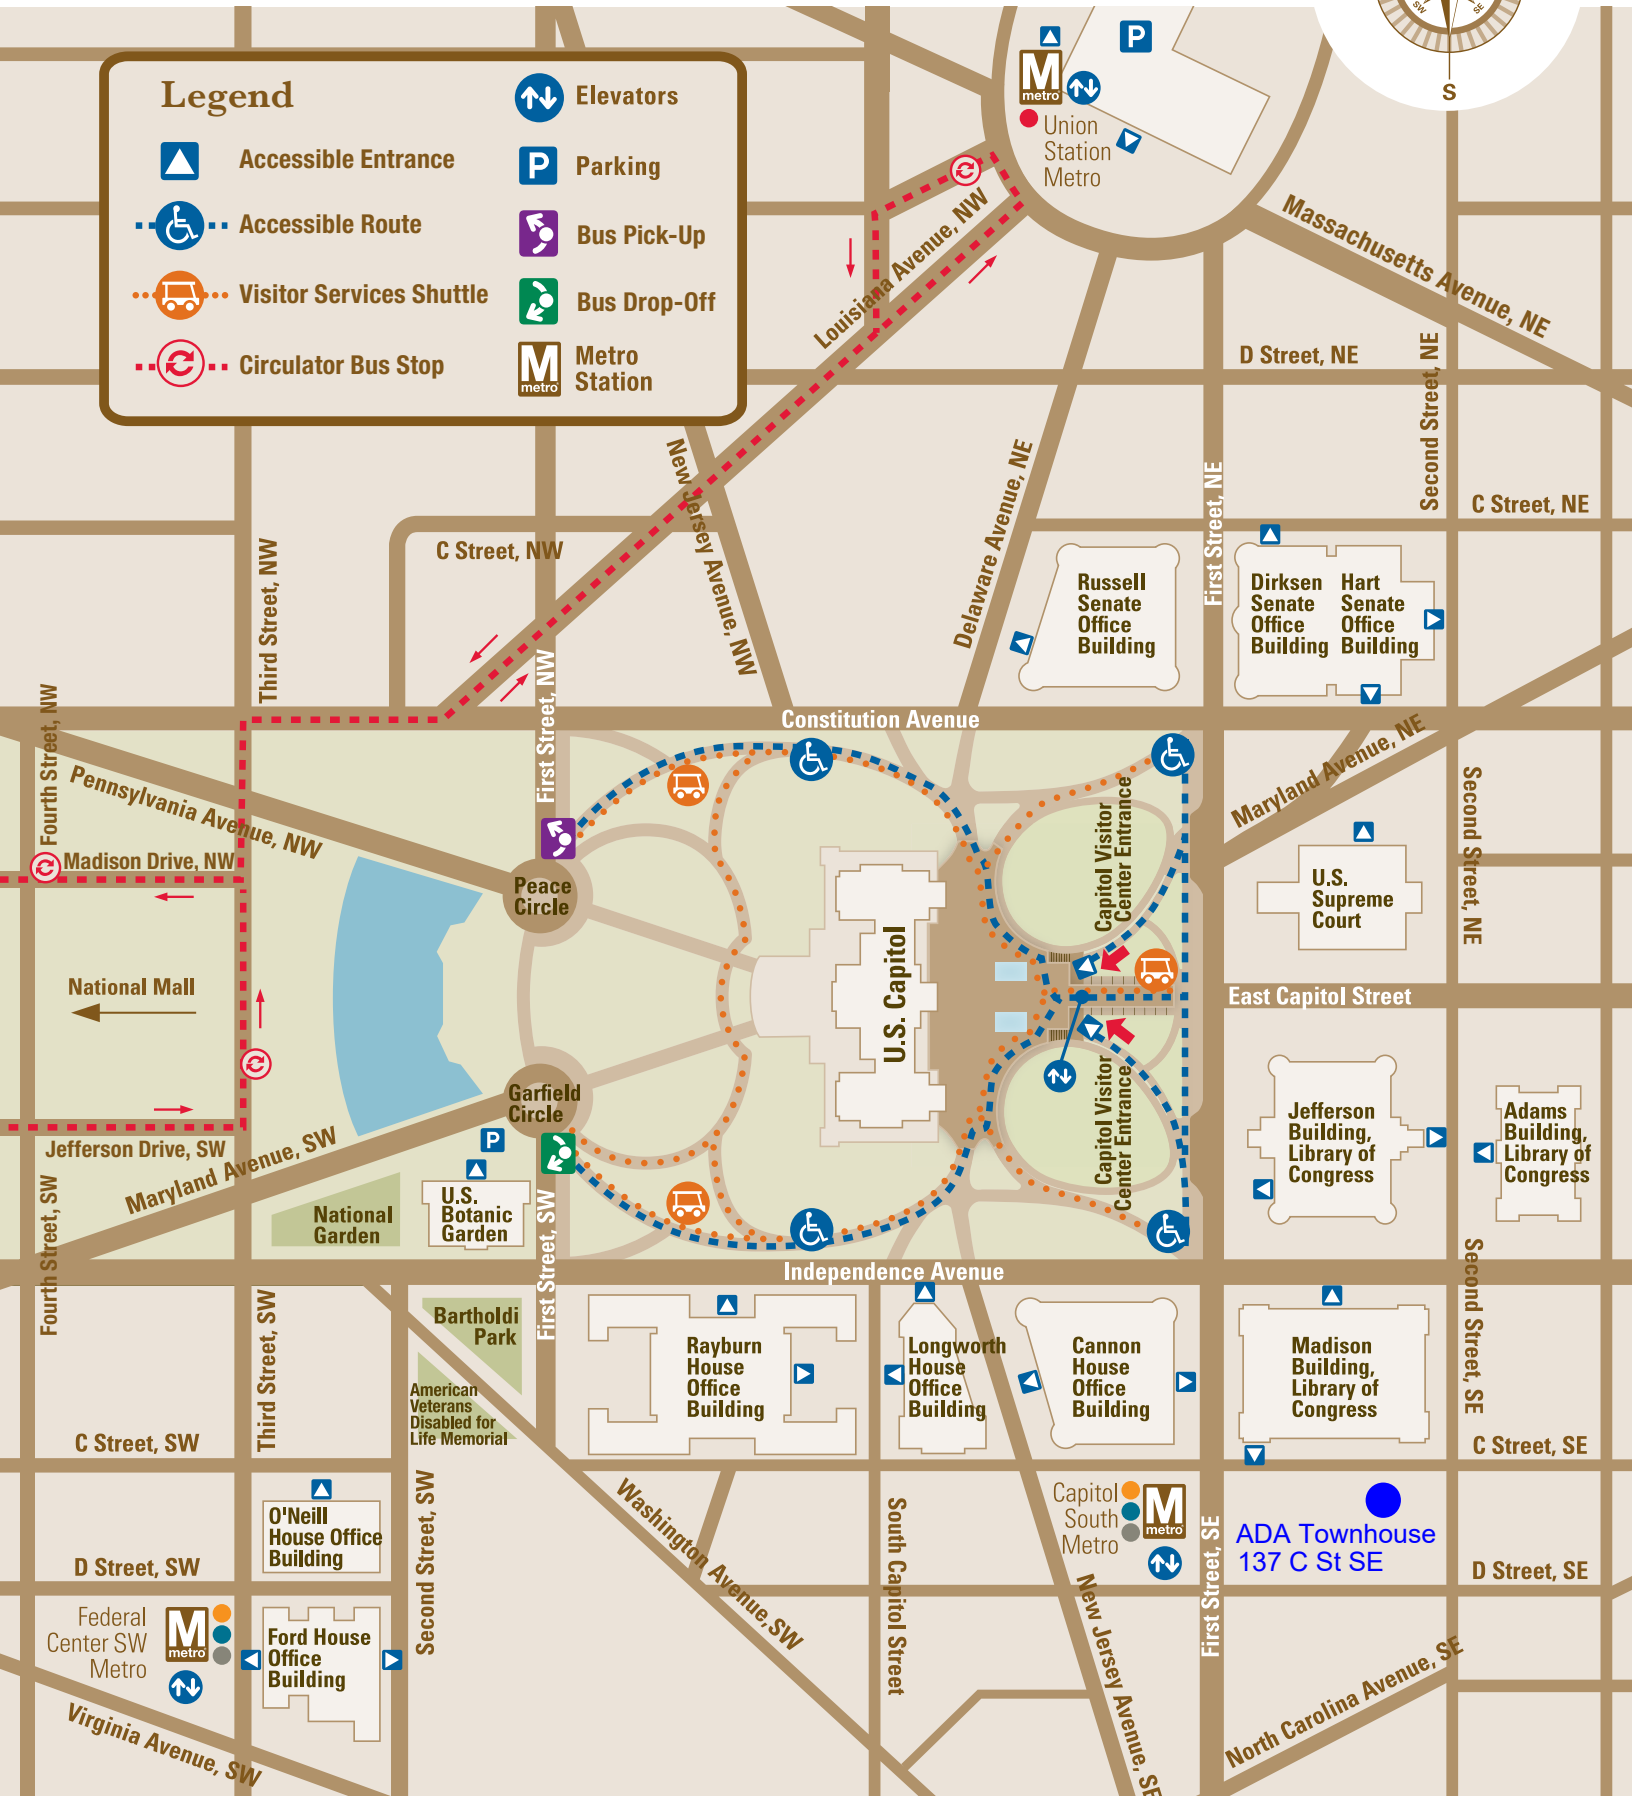 SW
SE
S
Legend
Accessible Entrance
Accessible Route
Visitor Services Shuttle
Circulator Bus Stop
Elevators
P
Parking
Bus Pick-Up
Bus Drop-Off
M
metro
Metro
Station
P
M
metro
Union
Station
Metro
Louisiana Avenue, NW
Massachusetts Avenue, NE
D Street, NE
Second Street, NE
C Street, NE
New Jersey Avenue, NW
Delaware Avenue, NE
First Street, NE
C Street, NW
Third Street, NW
First Street, NW
Russell
Senate
Office
Building
Dirksen
Senate
Office
Building
Hart
Senate
Office
Building
Constitution Avenue
Fourth Street, NW
Pennsylvania Avenue, NW
Madison Drive, NW
Maryland Avenue, NE
Second Street, NE
Capitol Visitor
Center Entrance
U.S.
Supreme
Court
Peace
Circle
U.S. Capitol
National Mall
East Capitol Street
Garfield
Circle
Capitol Visitor
Center Entrance
Jefferson
Building,
Library of
Congress
Adams
Building,
Library of
Congress
Jefferson Drive, SW
Maryland Avenue, SW
P
U.S.
Botanic
Garden
National
Garden
Fourth Street, SW
First Street, SW
Independence Avenue
Second Street, SE
Third Street, SW
Bartholdi
Park
American
Veterans
Disabled for
Life Memorial
Rayburn
House
Office
Building
Longworth
House
Office
Building
Cannon
House
Office
Building
Madison
Building,
Library of
Congress
C Street, SW
C Street, SE
O'Neill
House Office
Building
Second Street, SW
Washington Avenue, SW
South Capitol Street
Capitol
South
Metro
M
metro
First Street, SE
ADA Townhouse
137 C St SE
D Street, SW
D Street, SE
Federal
Center SW
Metro
M
metro
Ford House
Office
Building
New Jersey Avenue, SE
North Carolina Avenue, SE
Virginia Avenue, SW